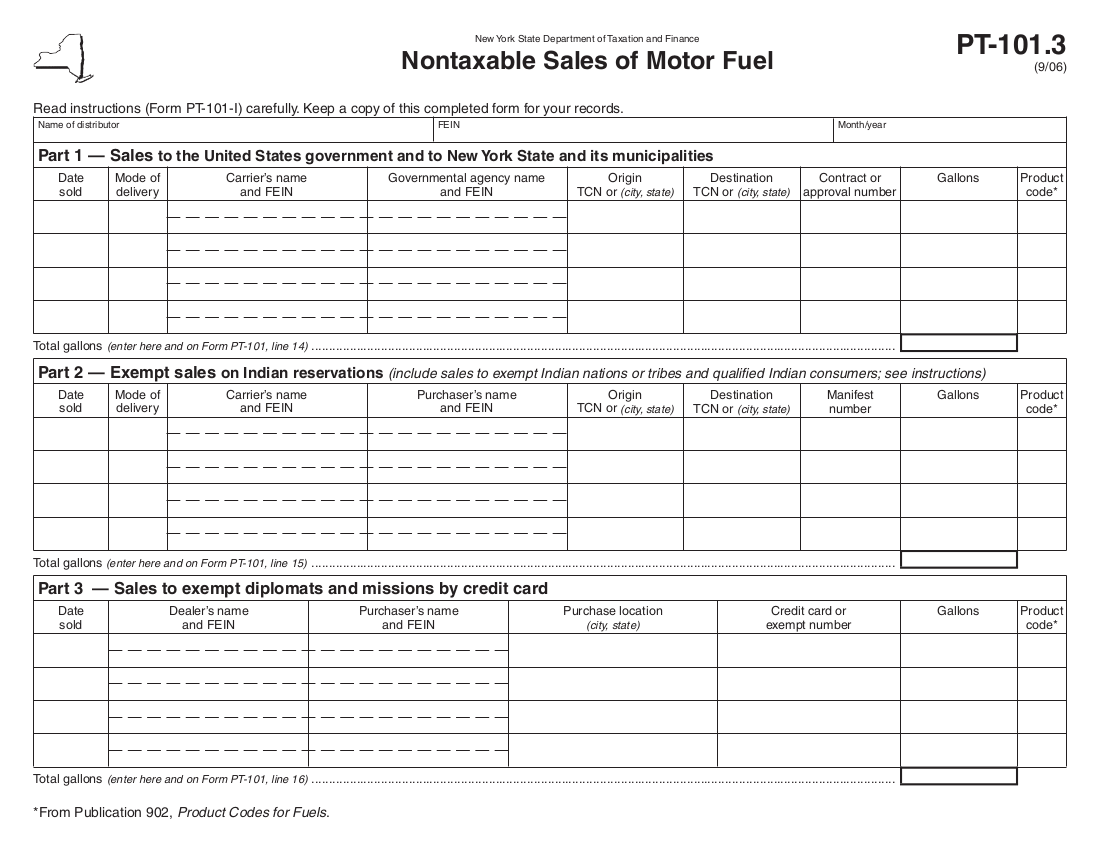 New York State Department of Taxation and Finance
Nontaxable Sales of Motor Fuel
PT-101.3
(9/06)
Read instructions (Form PT-101-I) carefully. Keep a copy of this completed form for your records.
Name of distributor FEIN Month/year
Part 1 — Sales to the United States government and to New York State and its municipalities
Date Mode of Carrier's name Governmental agency name Origin Destination Contract or Gallons Product
sold delivery and FEIN and FEIN TCN or (city, state) TCN or (city, state) approval number code*
Total gallons (enter here and on Form PT-101, line 14)
Part 2 — Exempt sales on Indian reservations (include sales to exempt Indian nations or tribes and qualified Indian consumers; see instructions)
Date Mode of Carrier's name Purchaser's name Origin Destination Manifest Gallons Product
sold delivery and FEIN and FEIN TCN or (city, state) TCN or (city, state) number code*
Total gallons (enter here and on Form PT-101, line 15)
Part 3 — Sales to exempt diplomats and missions by credit card
Date Dealer's name Purchaser's name Purchase location Credit card or Gallons Product
sold and FEIN and FEIN (city, state) exempt number code*
Total gallons (enter here and on Form PT-101, line 16)
*From Publication 902, Product Codes for Fuels.